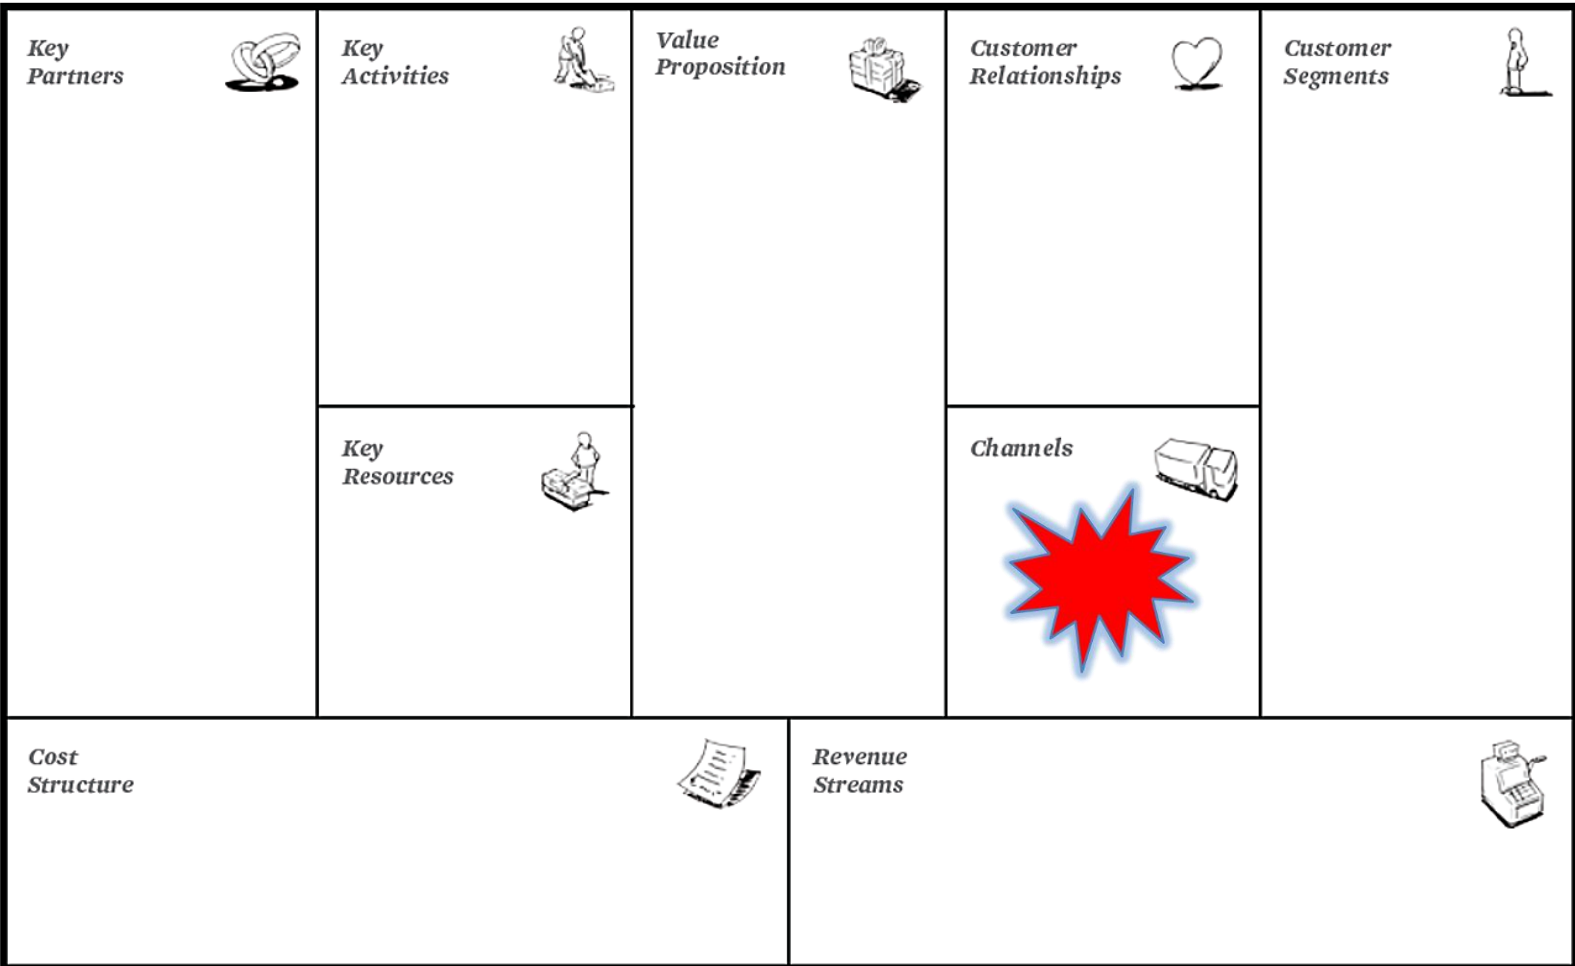 Key
Partners
Key
Activities
Value
Proposition
Customer
Relationships
Customer
Segments
Key
Resources
Channels
Cost
Structure
Revenue
Streams